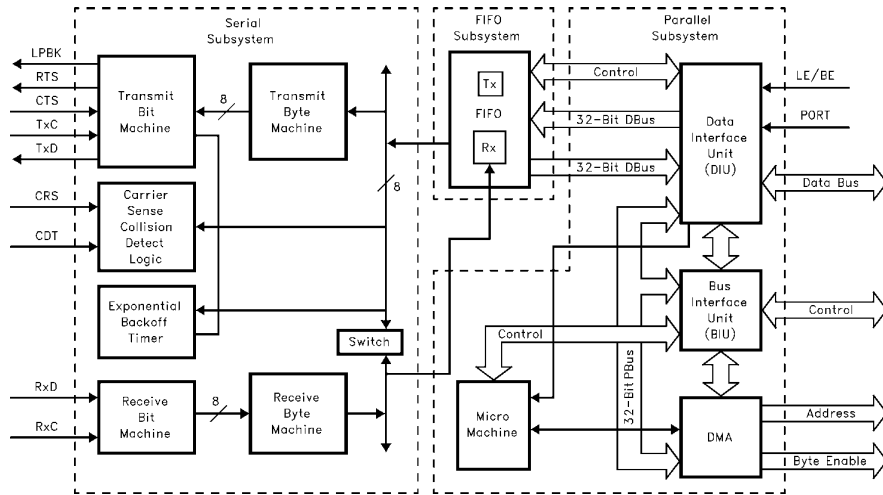 Serial
Subsystem
FIFO
Subsystem
Parallel
Subsystem
LPBK
RTS
CTS
TxC
TxD
Transmit
Bit
Machine
8
Transmit
Byte
Machine
8
Tx
FIFO
Rx
Control
32-Bit DBus
32-Bit DBus
Data
Interface
Unit
(DIU)
LE/BE
PORT
Data Bus
CRS
CDT
Carrier
Sense
Collision
Detect
Logic
Exponential
Backoff
Timer
Switch
Control
Bus
Interface
Unit
(BIU)
Control
32-Bit PBus
RxD
RxC
Receive
Bit
Machine
8
Receive
Byte
Machine
Micro
Machine
DMA
Address
Byte Enable